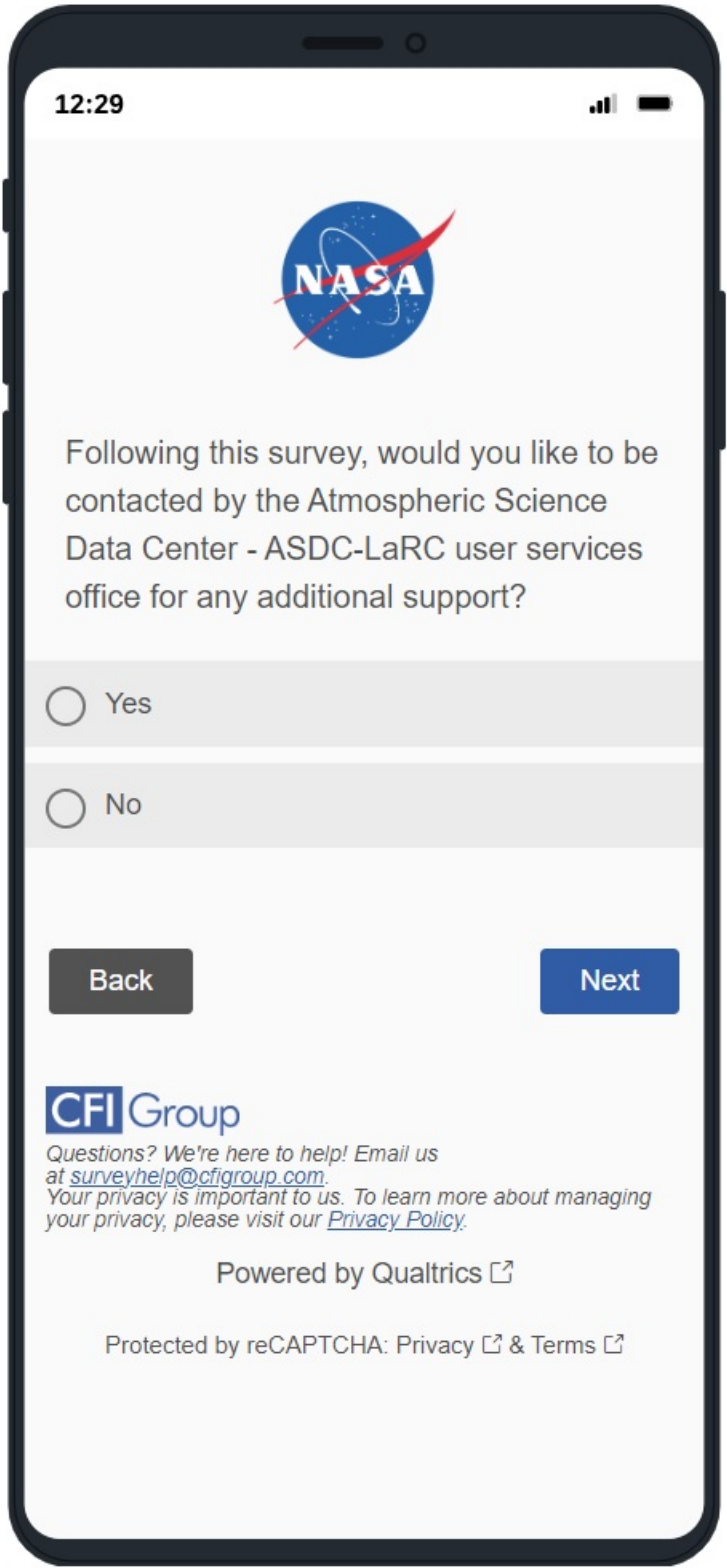 12:29
NASA
Following this survey, would you like to be
contacted by the Atmospheric Science
Data Center - ASDC-LaRC user services
office for any additional support?
Yes
No
Back
Next
CFI Group
Questions? We're here to help! Email us
at surveyhelp@cfigroup.com.
Your privacy is important to us. To learn more about managing
your privacy, please visit our Privacy Policy.
Powered by Qualtrics
Protected by reCAPTCHA: Privacy & Terms